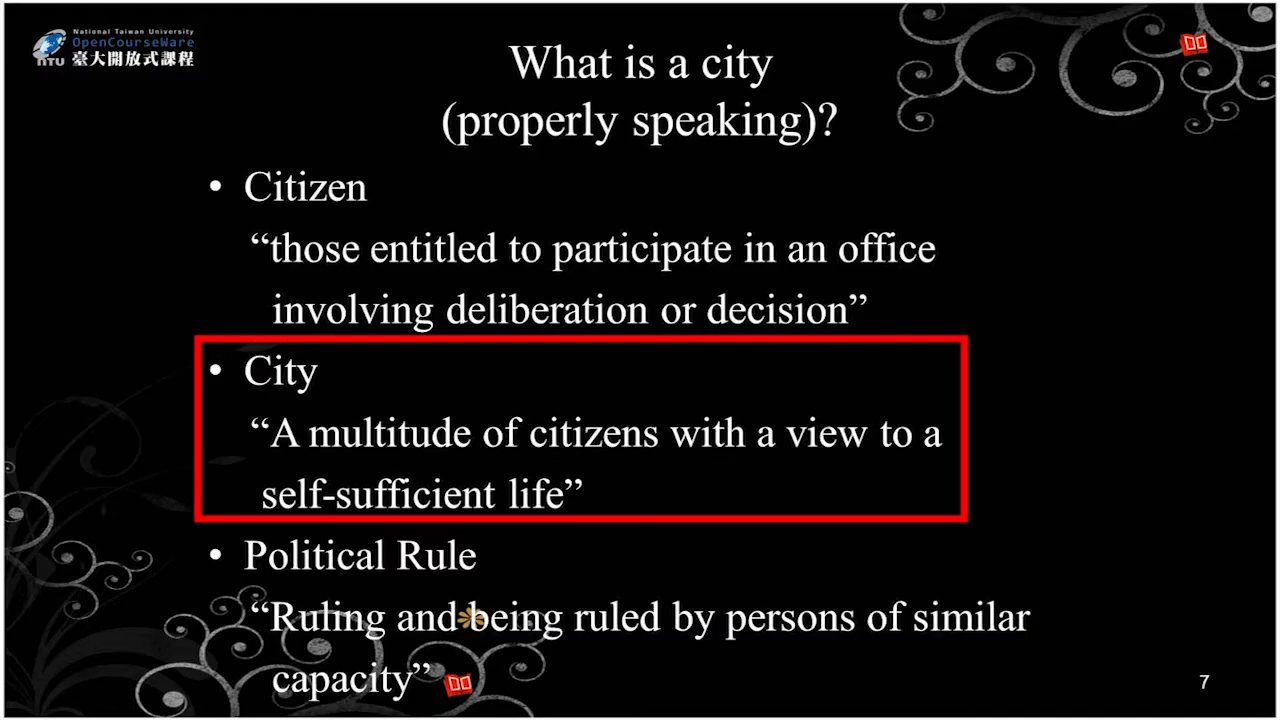 National Taiwan University
OpenCourseWare
NTU 臺大開放式課程
What is a city
(properly speaking)?
• Citizen
“those entitled to participate in an office
involving deliberation or decision”
• City
“A multitude of citizens with a view to a
self-sufficient life”
• Political Rule
“Ruling and being ruled by persons of similar
capacity”
7